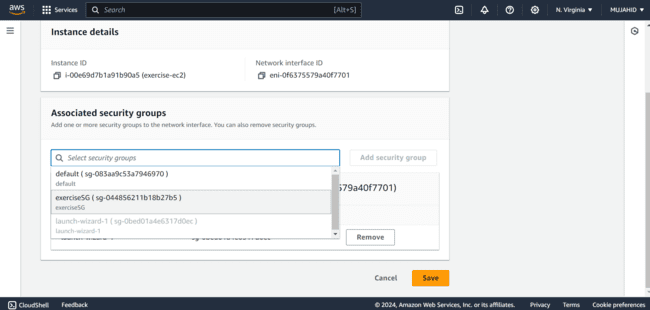 aws
Services
Search
[Alt+S]
N. Virginia
MUJAHID
Instance details
Instance ID
Network interface ID
i-00e69d7b1a91b90a5 (exercise-ec2)
eni-0f6375579a40f7701
Associated security groups
Add one or more security groups to the network interface. You can also remove security groups.
Select security groups
Add security group
default ( sg-083aa9c53a7946970 )
default
579a40f7701)
exerciseSG ( sg-044856211b18b27b5 )
exerciseSG
launch-wizard-1 ( sg-0bed01a4e6317d0ec )
launch-wizard-1
Remove
Cancel
Save
CloudShell
Feedback
© 2024, Amazon Web Services, Inc. or its affiliates.
Privacy
Terms
Cookie preferences